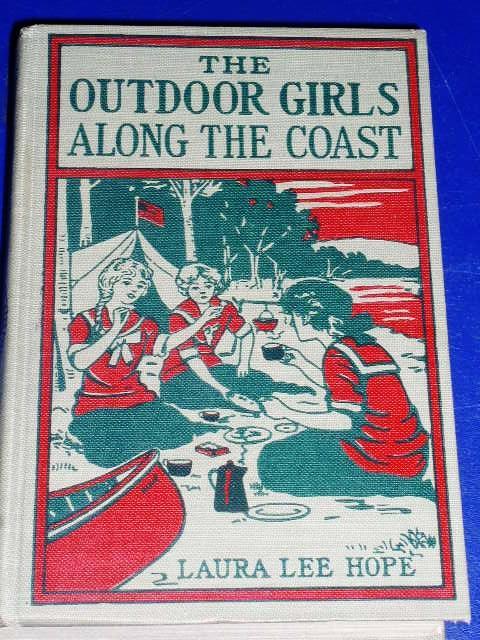 THE
OUTDOOR GIRLS
ALONG THE COAST
LAURA LEE HOPE